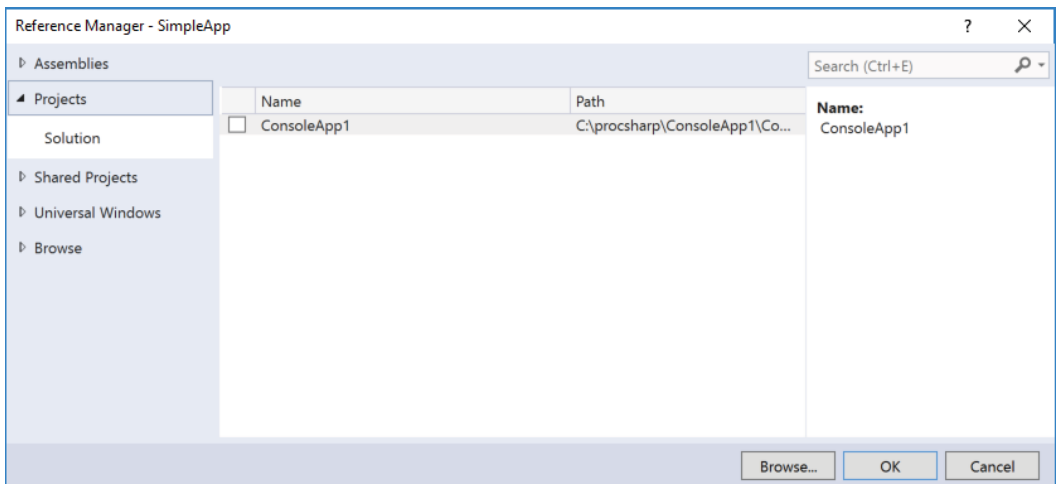 Reference Manager - SimpleApp ?
Assemblies
Search (Ctrl+E)
Projects
Name Path
Name:
ConsoleApp1 C:\procsharp\ConsoleApp1\Co...
ConsoleApp1
Solution
Shared Projects
Universal Windows
Browse
Browse... OK Cancel